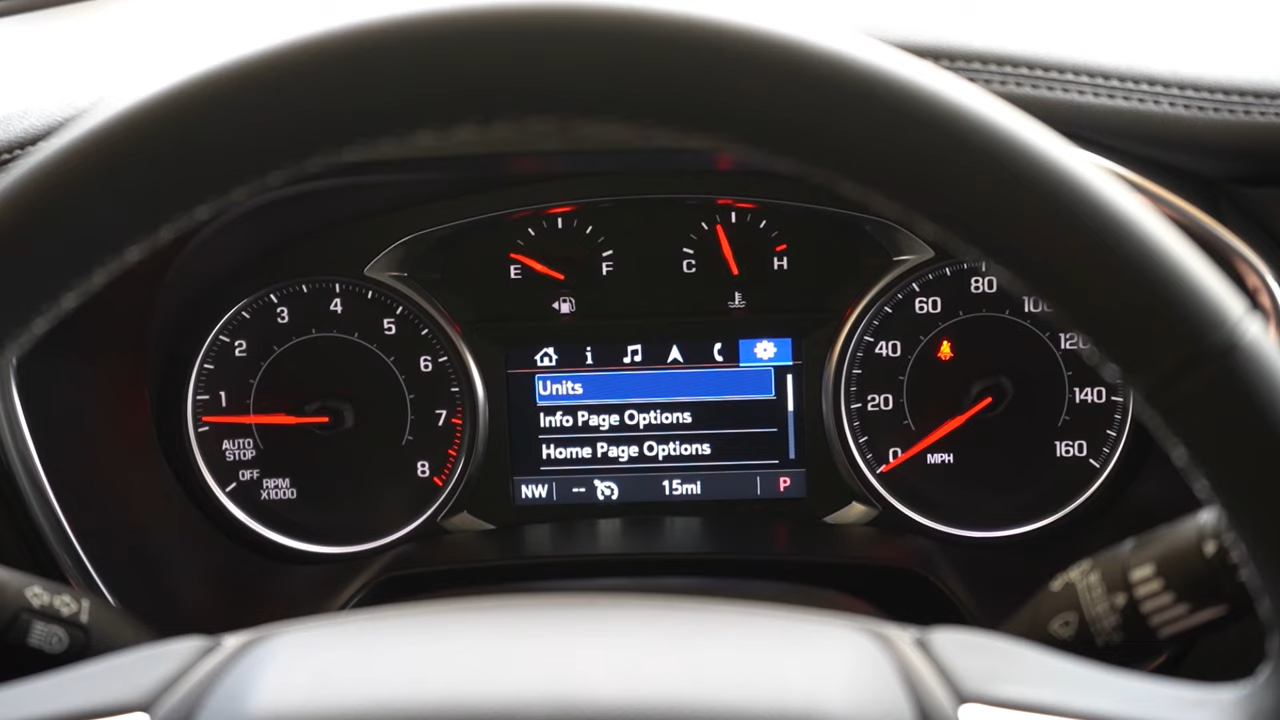 E
F
C
H
1
2
3
4
5
6
7
8
AUTO
STOP
OFF
RPM
X1000
Units
Info Page Options
Home Page Options
NW
--
15mi
P
0
20
40
60
80
140
160
MPH